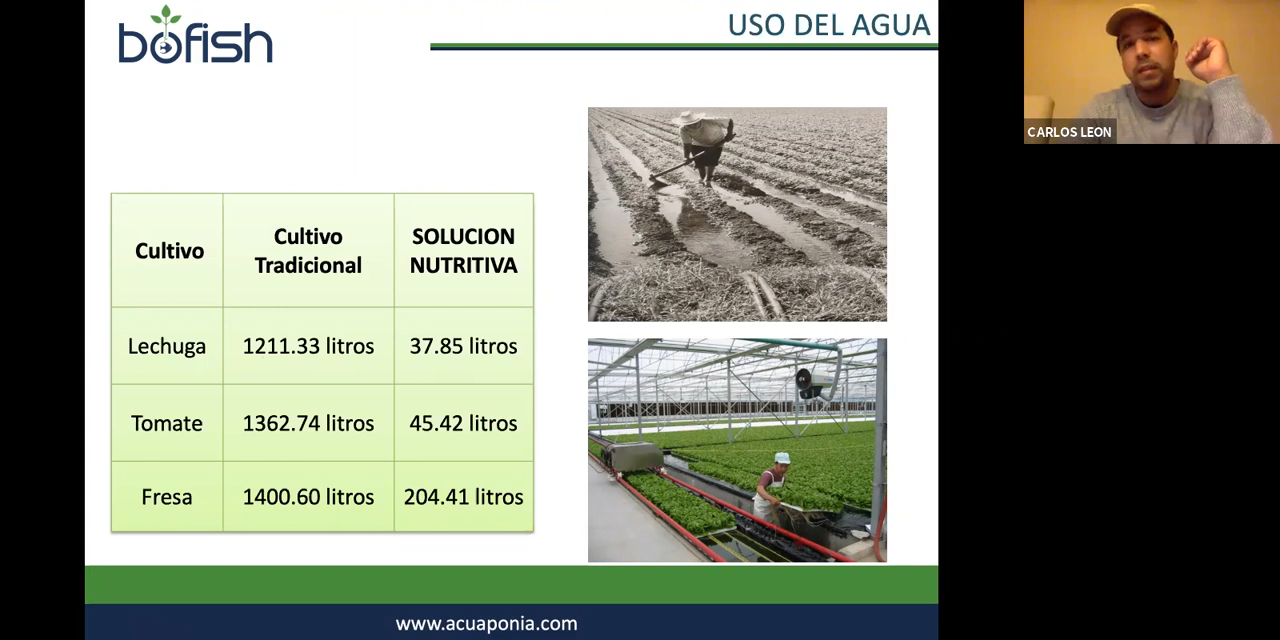 bofish
USO DEL AGUA
CARLOS LEON
Cultivo
Cultivo
Tradicional
SOLUCION
NUTRITIVA
Lechuga
1211.33 litros
37.85 litros
Tomate
1362.74 litros
45.42 litros
Fresa
1400.60 litros
204.41 litros
www.acuaponia.com